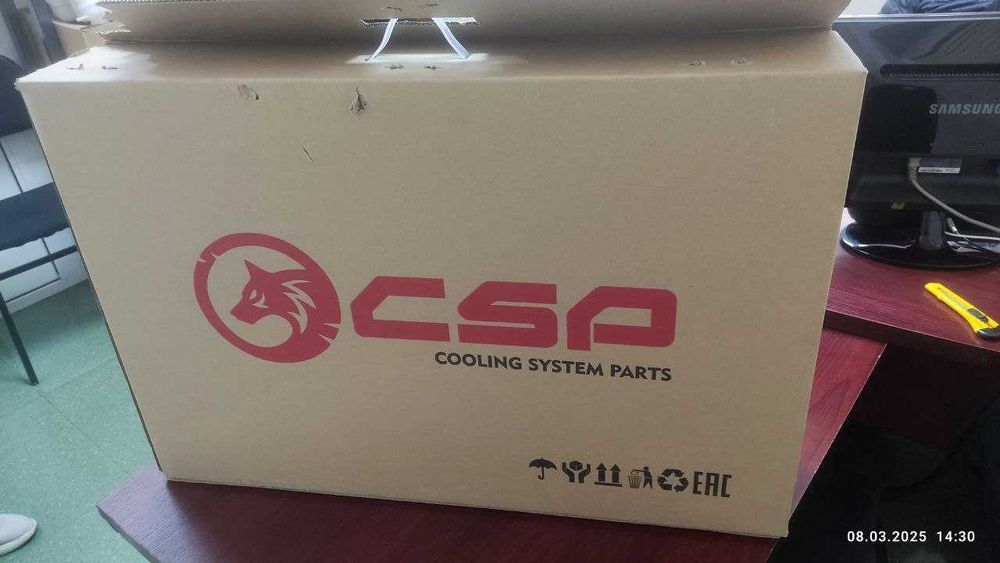 SAMSUNG
CSP
COOLING SYSTEM PARTS
EAC
08.03.2025 14:30